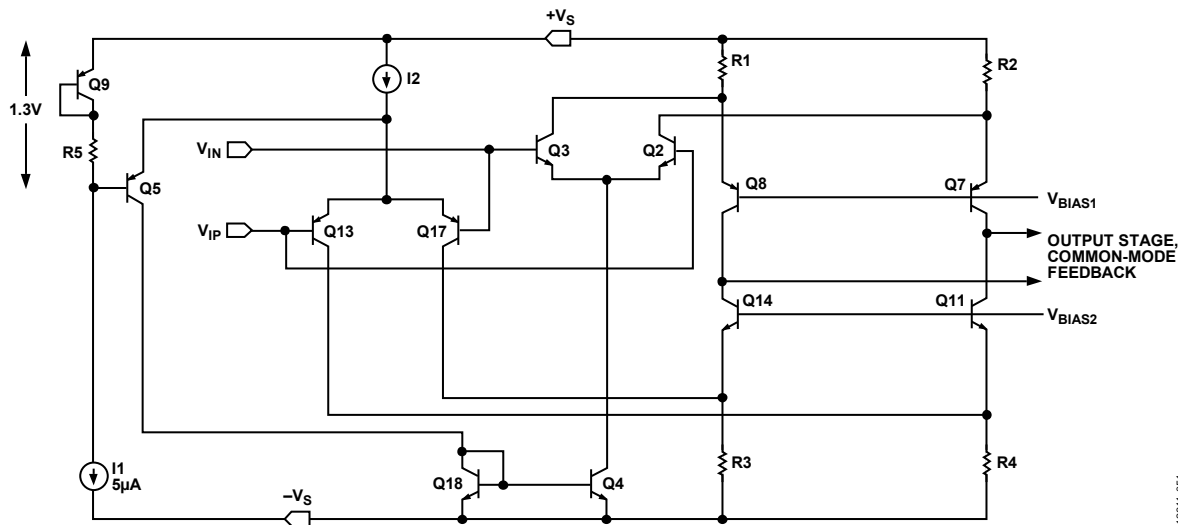 +VS
Q9
I2
R1
R2
1.3V
R5
VIN
Q3
Q2
Q5
Q8
Q7
VBIAS1
VIP
Q13
Q17
OUTPUT STAGE,
COMMON-MODE
FEEDBACK
Q14
Q11
VBIAS2
I1
5µA
Q18
Q4
R3
R4
–VS